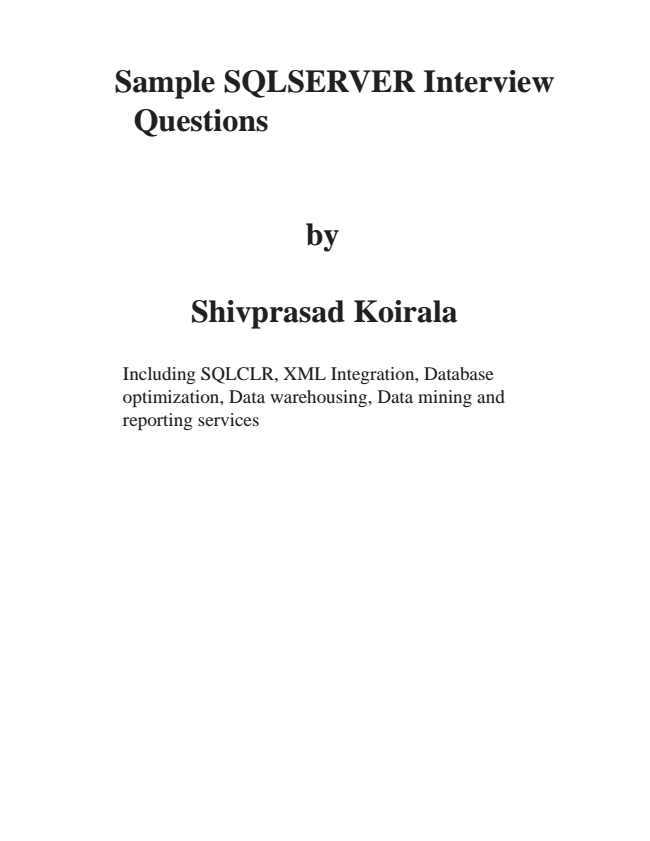 Sample SQLSERVER Interview
Questions
by
Shivprasad Koirala
Including SQLCLR, XML Integration, Database
optimization, Data warehousing, Data mining and
reporting services